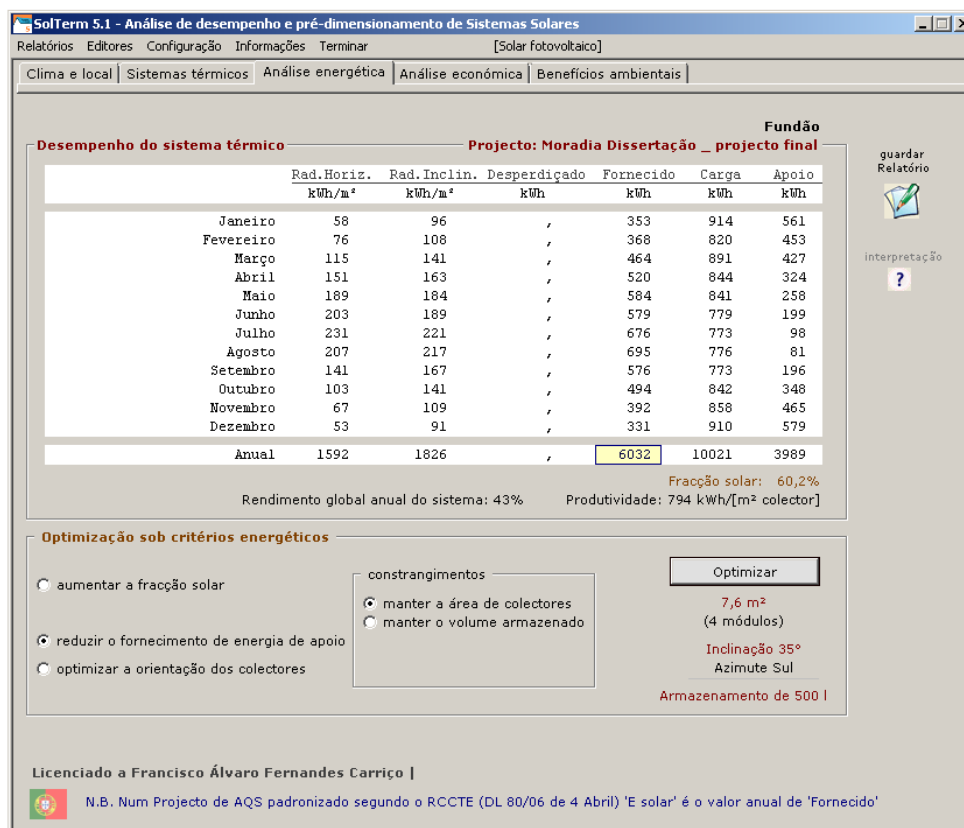 SolTerm 5.1 - Análise de desempenho e pré-dimensionamento de Sistemas Solares
Relatórios Editores Configuração Informações Terminar [Solar fotovoltaico]
Clima e local Sistemas térmicos Análise energética Análise económica Benefícios ambientais
Fundão
Desempenho do sistema térmico Projecto: Moradia Dissertação _ projecto final
guardar
Relatório
Rad.Horiz. Rad.Inclin. Desperdiçado Fornecido Carga Apoio
kWh/m² kWh/m² kWh kWh kWh kWh
Janeiro 58 96 , 353 914 561
Fevereiro 76 108 , 368 820 453
Março 115 141 , 464 891 427
interpretação
?
Abril 151 163 , 520 844 324
Maio 189 184 , 584 841 258
Junho 203 189 , 579 779 199
Julho 231 221 , 676 773 98
Agosto 207 217 , 695 776 81
Setembro 141 167 , 576 773 196
Outubro 103 141 , 494 842 348
Novembro 67 109 , 392 858 465
Dezembro 53 91 , 331 910 579
Anual 1592 1826 , 6032 10021 3989
Fracção solar: 60,2%
Rendimento global anual do sistema: 43% Produtividade: 794 kWh/[m² colector]
Optimização sob critérios energéticos
aumentar a fracção solar
reduzir o fornecimento de energia de apoio
optimizar a orientação dos colectores
constrangimentos
manter a área de colectores
manter o volume armazenado
Optimizar
7,6 m²
(4 módulos)
Inclinação 35°
Azimute Sul
Armazenamento de 500 l
Licenciado a Francisco Álvaro Fernandes Carriço |
N.B. Num Projecto de AQS padronizado segundo o RCCTE (DL 80/06 de 4 Abril) 'E solar' é o valor anual de 'Fornecido'